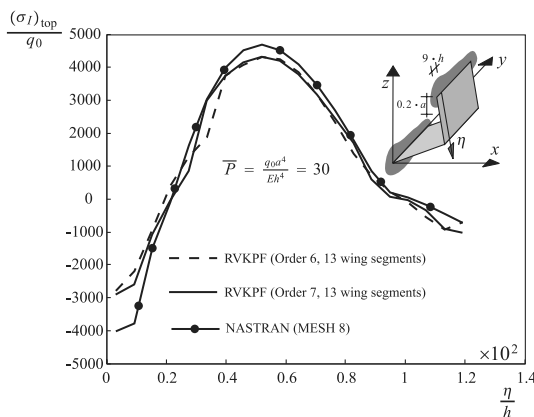 (σ_I)_top
q₀
5000
4000
3000
2000
1000
0
-1000
-2000
-3000
-4000
-5000
9 · h
z
y
0.2 · a
η
x
P̅ = q₀a⁴ / Eh⁴ = 30
RVKPF (Order 6, 13 wing segments)
RVKPF (Order 7, 13 wing segments)
NASTRAN (MESH 8)
×10²
0 0.2 0.4 0.6 0.8 1 1.2 1.4
η
h